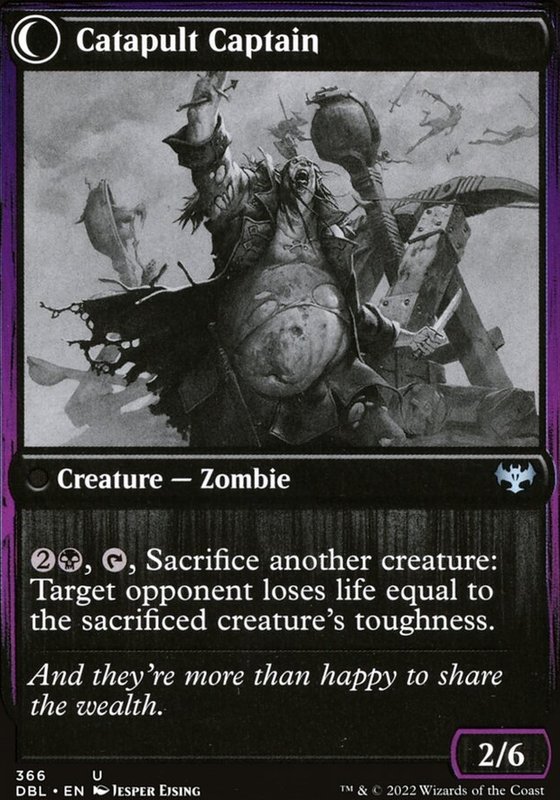 Catapult Captain
Creature — Zombie
2, , Sacrifice another creature:
Target opponent loses life equal to
the sacrificed creature's toughness.
And they're more than happy to share
the wealth.
2/6
366 U
DBL • EN Jesper Ejsing
™ & © 2022 Wizards of the Coast